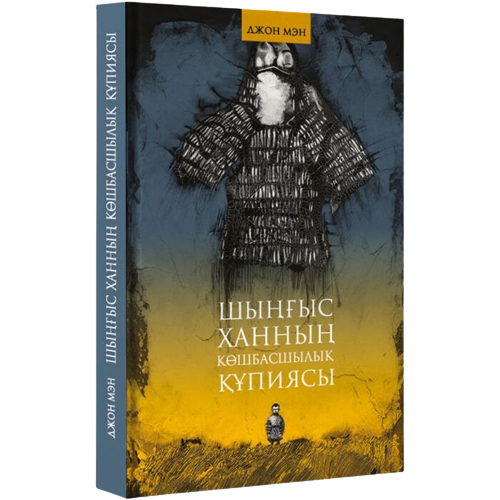 ДЖОН МЭН
ШЫҢҒЫС
ХАННЫҢ
КӨШБАСШЫЛЫҚ
ҚҰПИЯСЫ
ДЖОН МЭН ШЫҢҒЫС ХАННЫҢ КӨШБАСШЫЛЫҚ ҚҰПИЯСЫ